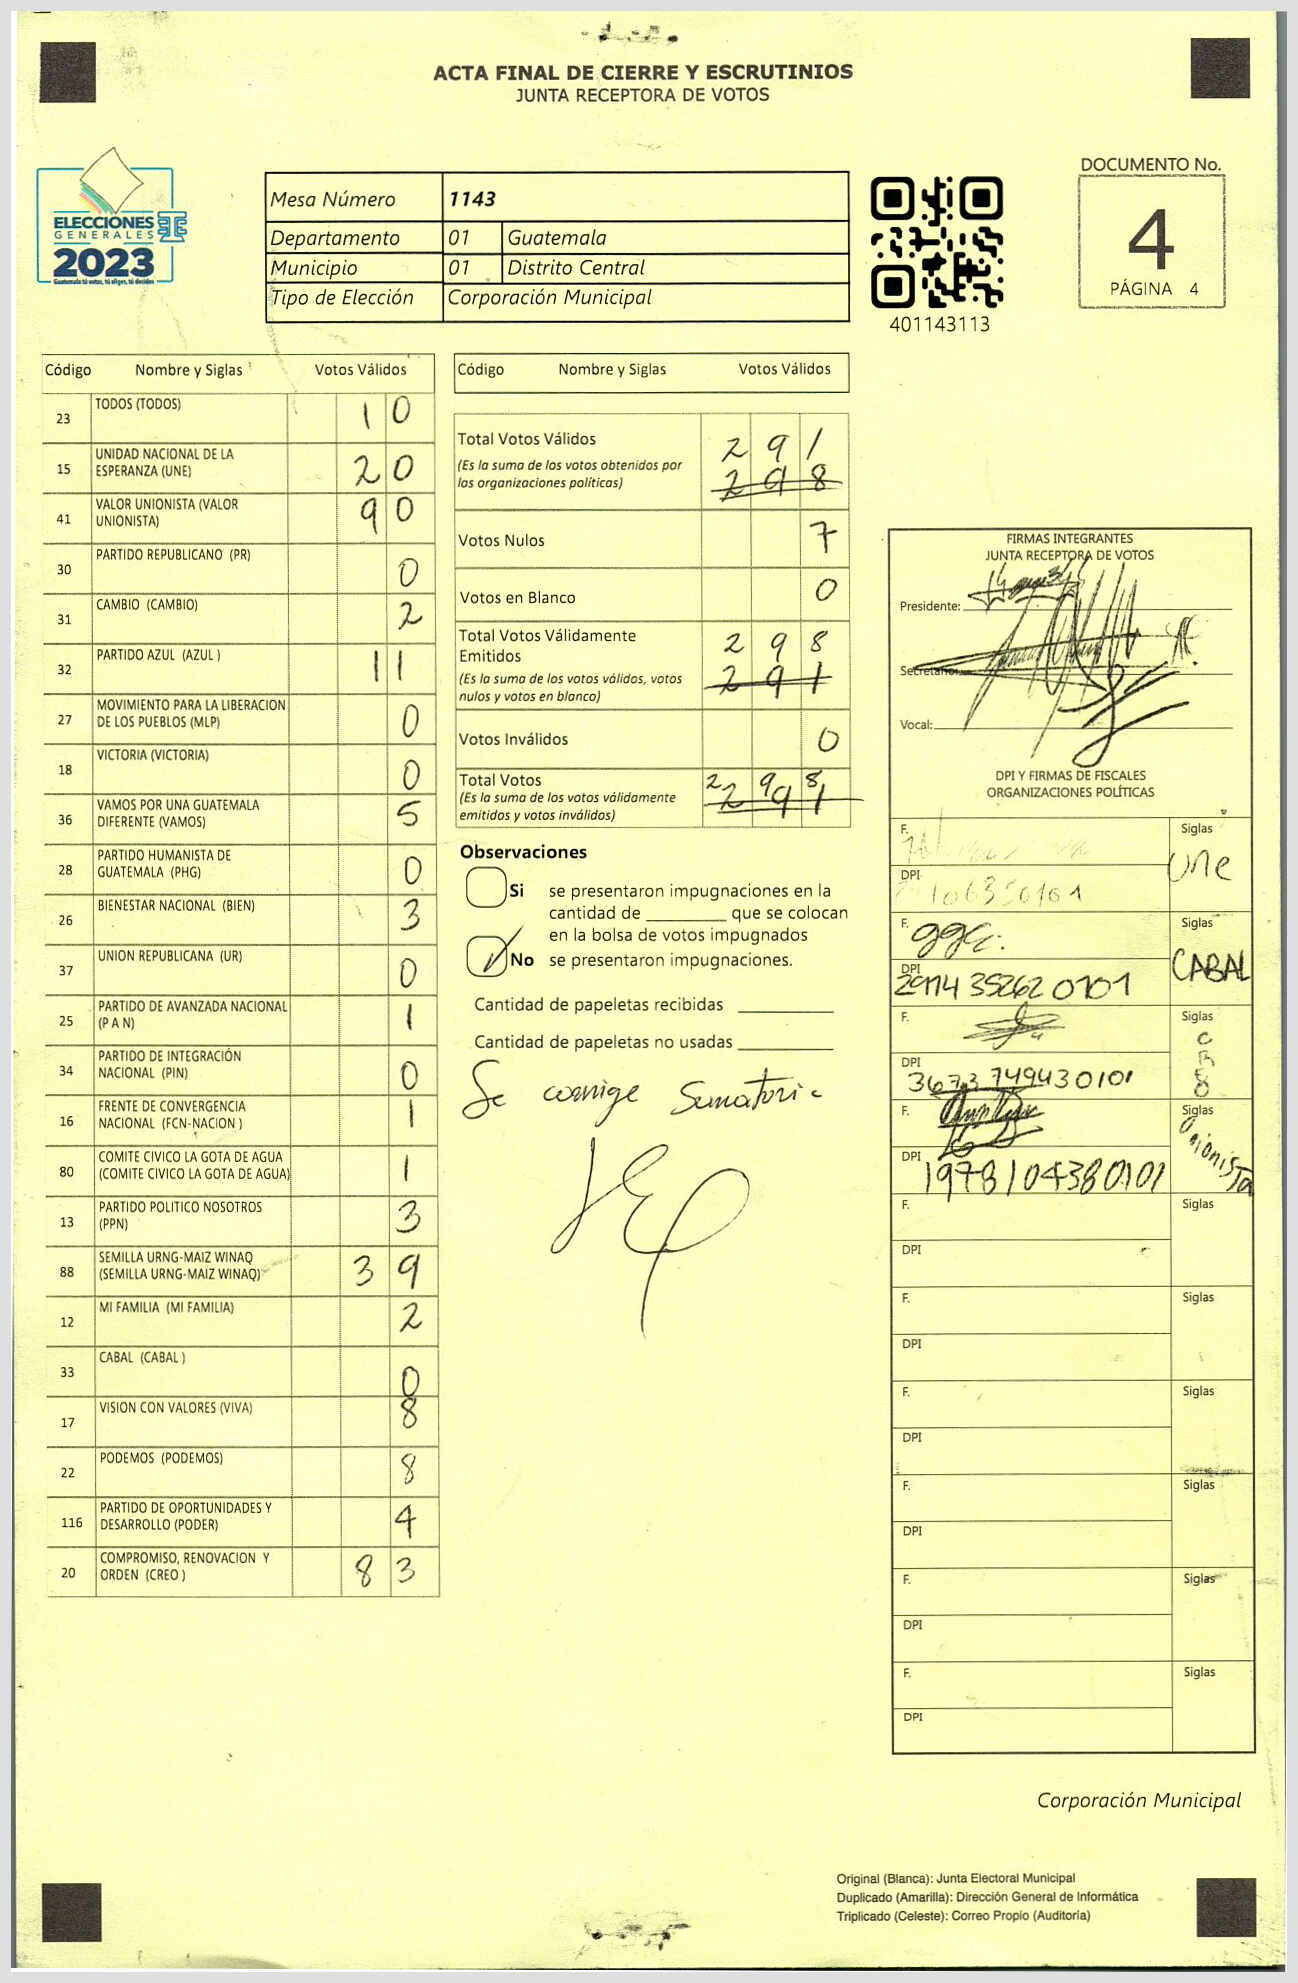 ACTA FINAL DE CIERRE Y ESCRUTINIOS
JUNTA RECEPTORA DE VOTOS
ELECCIONES
GENERALES
2023
Guatemala tú votas, tú eliges, tú decides
Mesa Número 1143
Departamento 01 Guatemala
Municipio 01 Distrito Central
Tipo de Elección Corporación Municipal
401143113
DOCUMENTO No.
4
PÁGINA 4
Código Nombre y Siglas Votos Válidos
23 TODOS (TODOS) 10
15 UNIDAD NACIONAL DE LA
ESPERANZA (UNE) 20
41 VALOR UNIONISTA (VALOR
UNIONISTA) 90
30 PARTIDO REPUBLICANO (PR) 0
31 CAMBIO (CAMBIO) 2
32 PARTIDO AZUL (AZUL ) 11
27 MOVIMIENTO PARA LA LIBERACION
DE LOS PUEBLOS (MLP) 0
18 VICTORIA (VICTORIA) 0
36 VAMOS POR UNA GUATEMALA
DIFERENTE (VAMOS) 5
28 PARTIDO HUMANISTA DE
GUATEMALA (PHG) 0
26 BIENESTAR NACIONAL (BIEN) 3
37 UNION REPUBLICANA (UR) 0
25 PARTIDO DE AVANZADA NACIONAL
(P A N) 1
34 PARTIDO DE INTEGRACIÓN
NACIONAL (PIN) 0
16 FRENTE DE CONVERGENCIA
NACIONAL (FCN-NACION ) 1
80 COMITE CIVICO LA GOTA DE AGUA
(COMITE CIVICO LA GOTA DE AGUA) 1
13 PARTIDO POLITICO NOSOTROS
(PPN) 3
88 SEMILLA URNG-MAIZ WINAQ
(SEMILLA URNG-MAIZ WINAQ) 39
12 MI FAMILIA (MI FAMILIA) 2
33 CABAL (CABAL ) 0
17 VISION CON VALORES (VIVA) 8
22 PODEMOS (PODEMOS) 8
116 PARTIDO DE OPORTUNIDADES Y
DESARROLLO (PODER) 4
20 COMPROMISO, RENOVACION Y
ORDEN (CREO ) 83
Código Nombre y Siglas Votos Válidos
Total Votos Válidos 291
(Es la suma de los votos obtenidos por
las organizaciones políticas) 298
Votos Nulos 7
Votos en Blanco 0
Total Votos Válidamente
Emitidos 298
(Es la suma de los votos válidos, votos
nulos y votos en blanco) 291
Votos Inválidos 0
Total Votos 298
(Es la suma de los votos válidamente
emitidos y votos inválidos) 291
Observaciones
Si se presentaron impugnaciones en la
cantidad de ________ que se colocan
en la bolsa de votos impugnados
No se presentaron impugnaciones.
Cantidad de papeletas recibidas ________
Cantidad de papeletas no usadas ________
Se corrige Sumatoria
FIRMAS INTEGRANTES
JUNTA RECEPTORA DE VOTOS
Presidente:
Secretario:
Vocal:
DPI Y FIRMAS DE FISCALES
ORGANIZACIONES POLÍTICAS
F. Siglas
une
DPI
F. Siglas
CABAL
DPI
F. Siglas
DPI
3673749430101
F. Siglas
Unionista
DPI
1978104380101
F. Siglas
DPI
F. Siglas
DPI
F. Siglas
DPI
F. Siglas
DPI
F. Siglas
DPI
F. Siglas
DPI
Corporación Municipal
Original (Blanca): Junta Electoral Municipal
Duplicado (Amarilla): Dirección General de Informática
Triplicado (Celeste): Correo Propio (Auditoría)